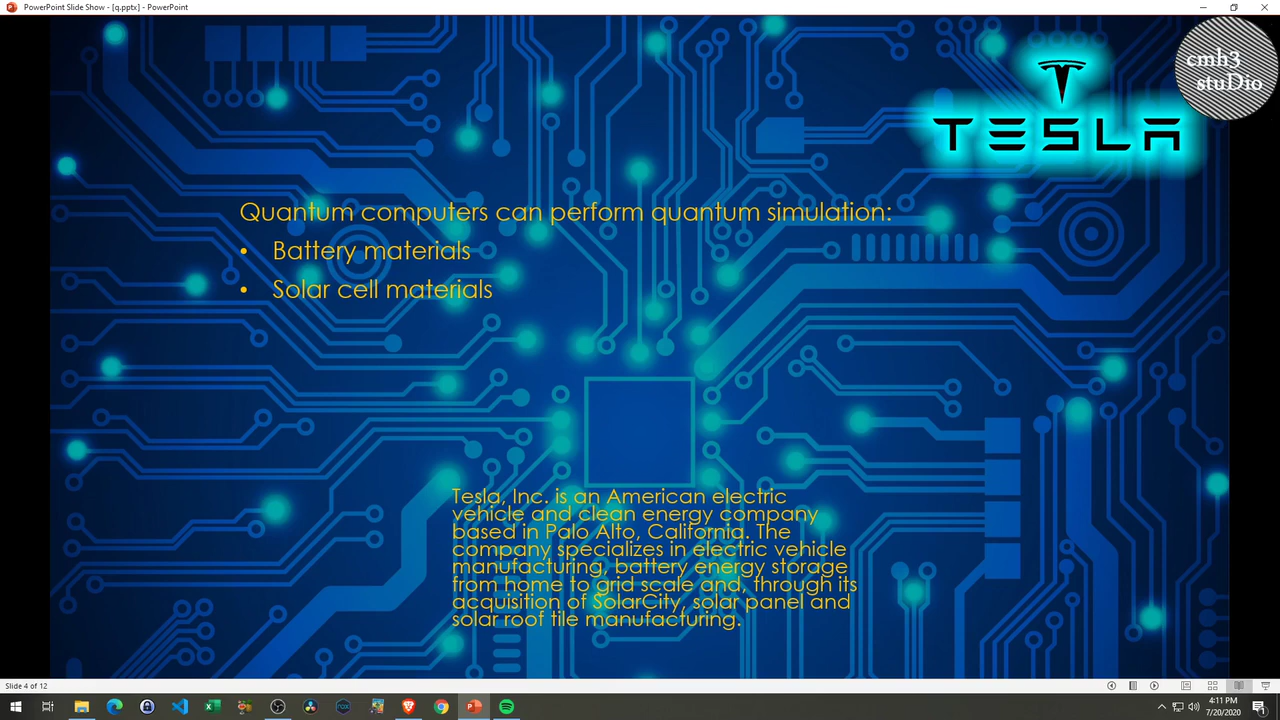 PowerPoint Slide Show - [q.pptx] - PowerPoint
cmh3
stuDio
TESLA
Quantum computers can perform quantum simulation:
• Battery materials
• Solar cell materials
Tesla, Inc. is an American electric
vehicle and clean energy company
based in Palo Alto, California. The
company specializes in electric vehicle
manufacturing, battery energy storage
from home to grid scale and, through its
acquisition of SolarCity, solar panel and
solar roof tile manufacturing.
Slide 4 of 12
4:11 PM
7/20/2020